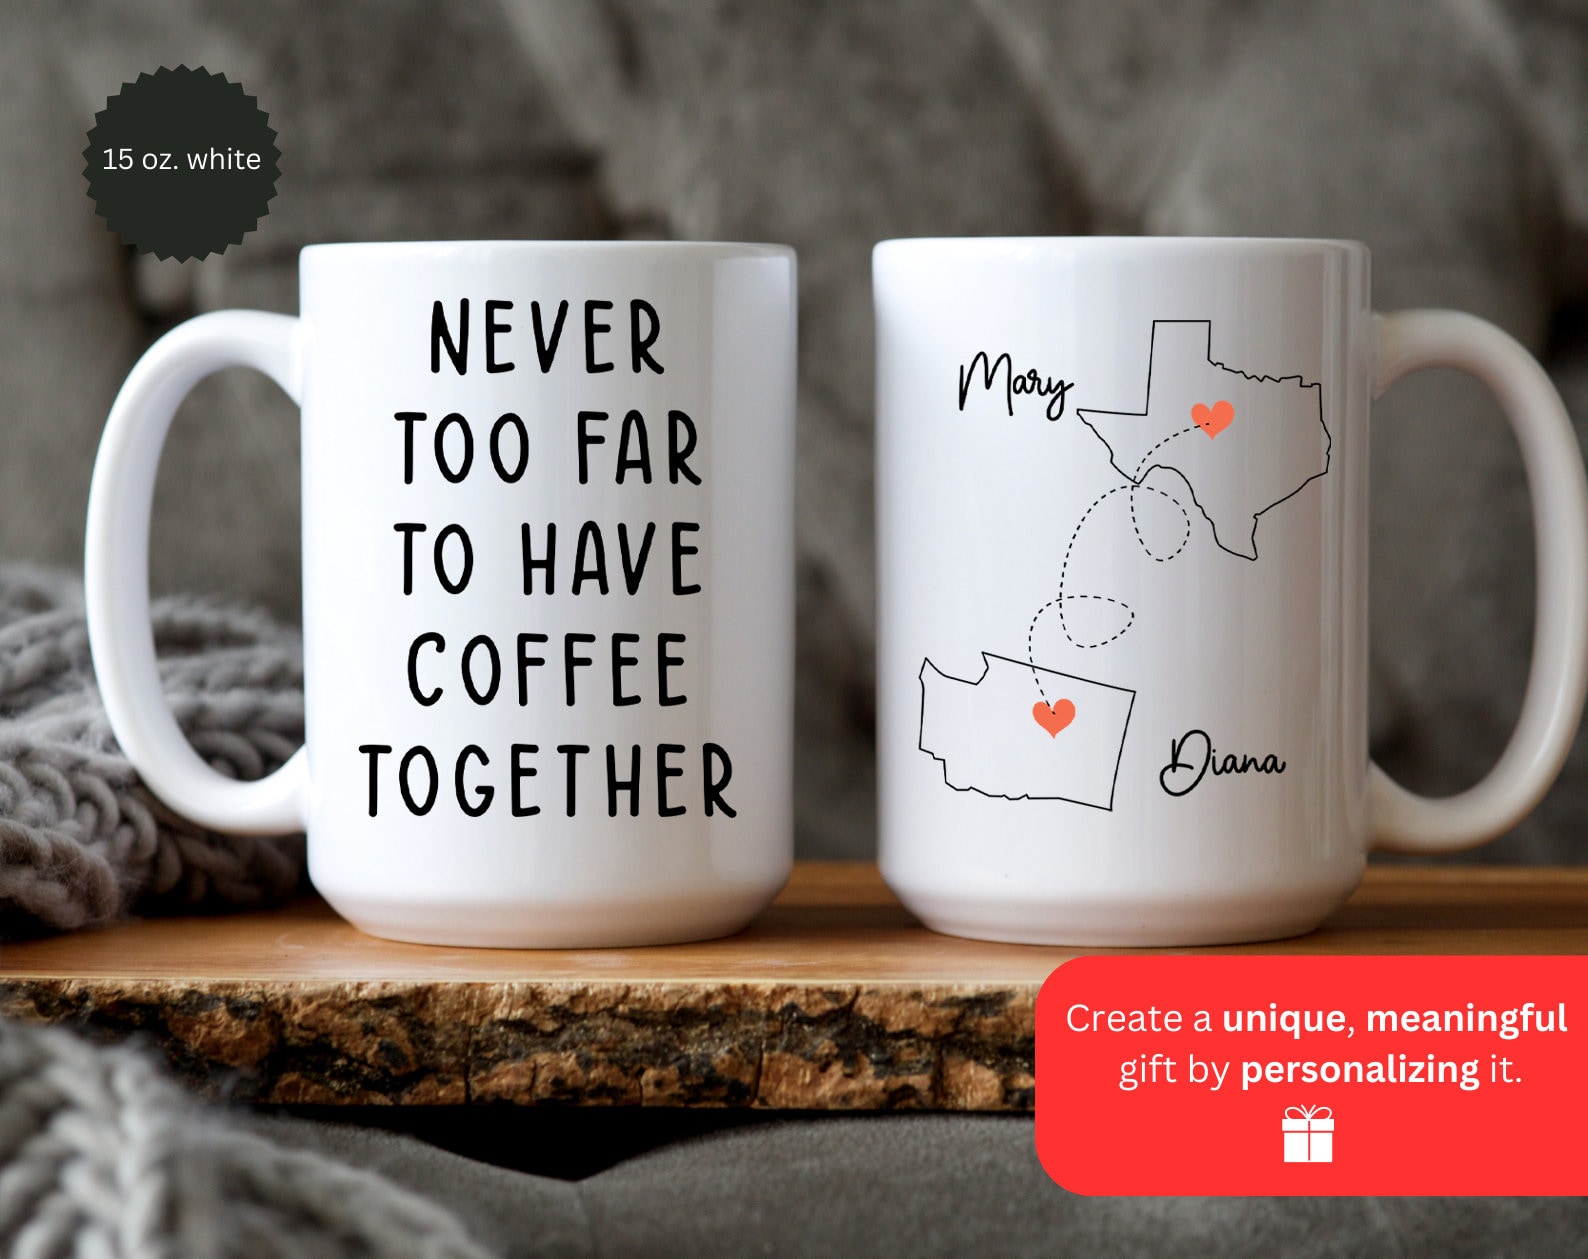 15 oz. white
NEVER
TOO FAR
TO HAVE
COFFEE
TOGETHER
Mary
Diana
Create a unique, meaningful
gift by personalizing it.